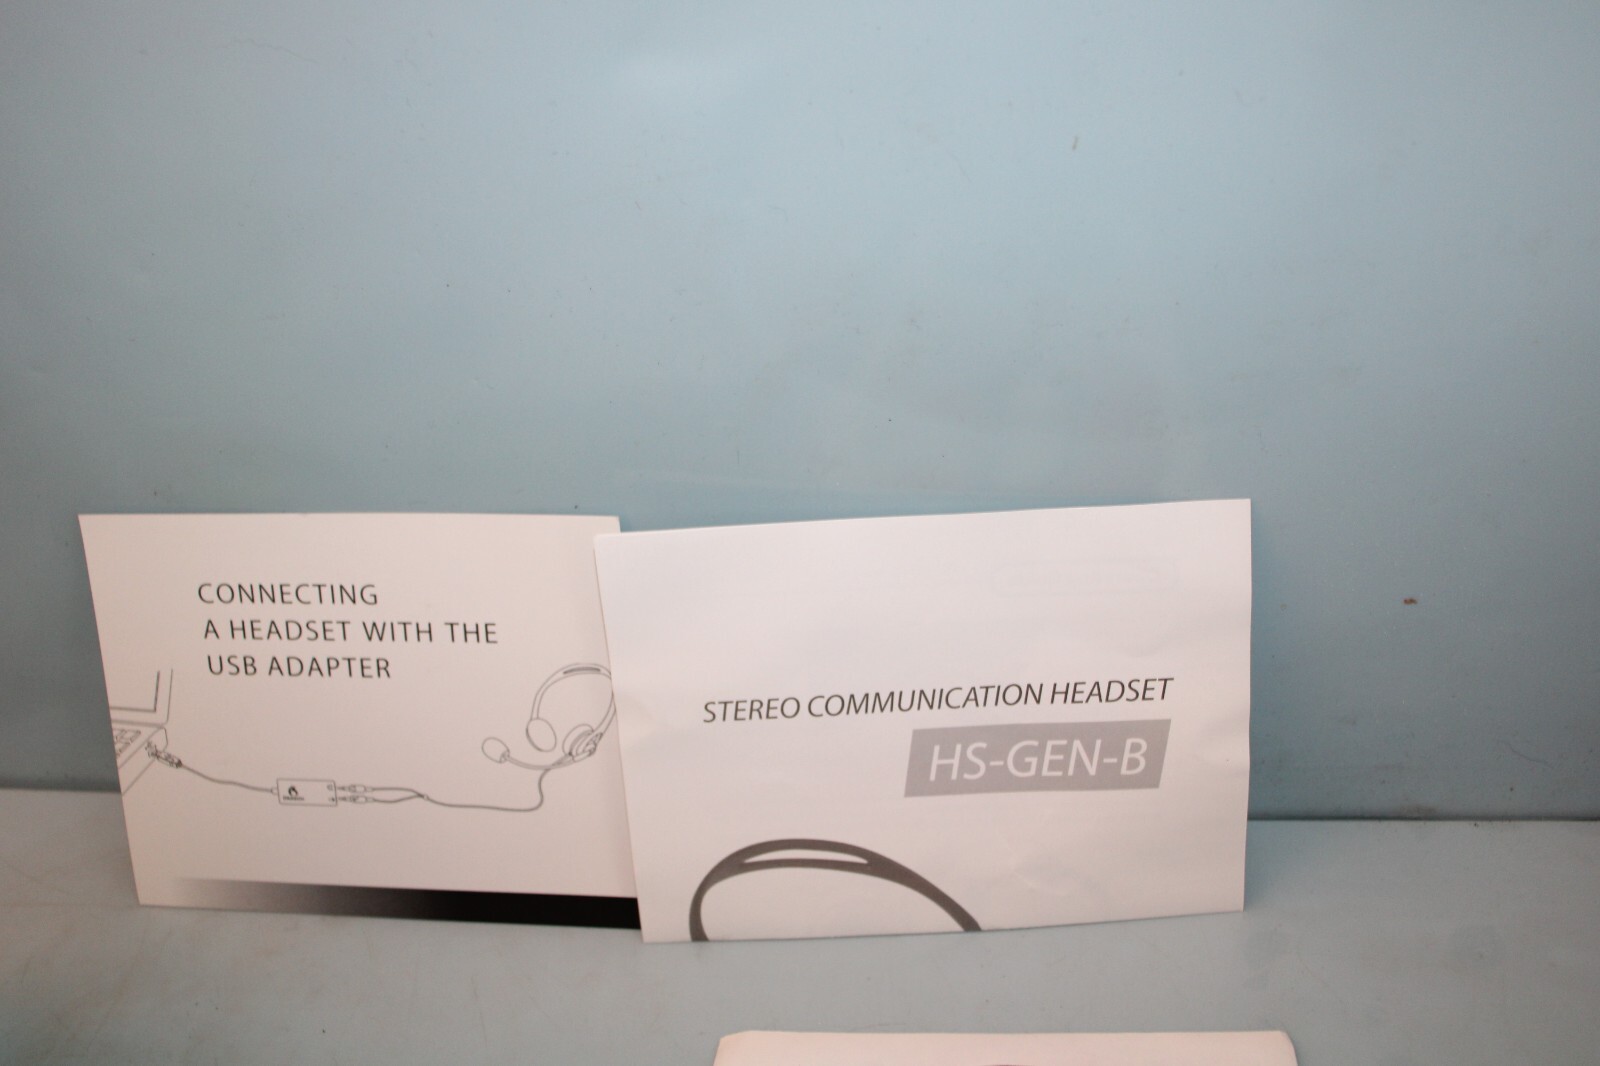 CONNECTING
A HEADSET WITH THE
USB ADAPTER
STEREO COMMUNICATION HEADSET
HS-GEN-B